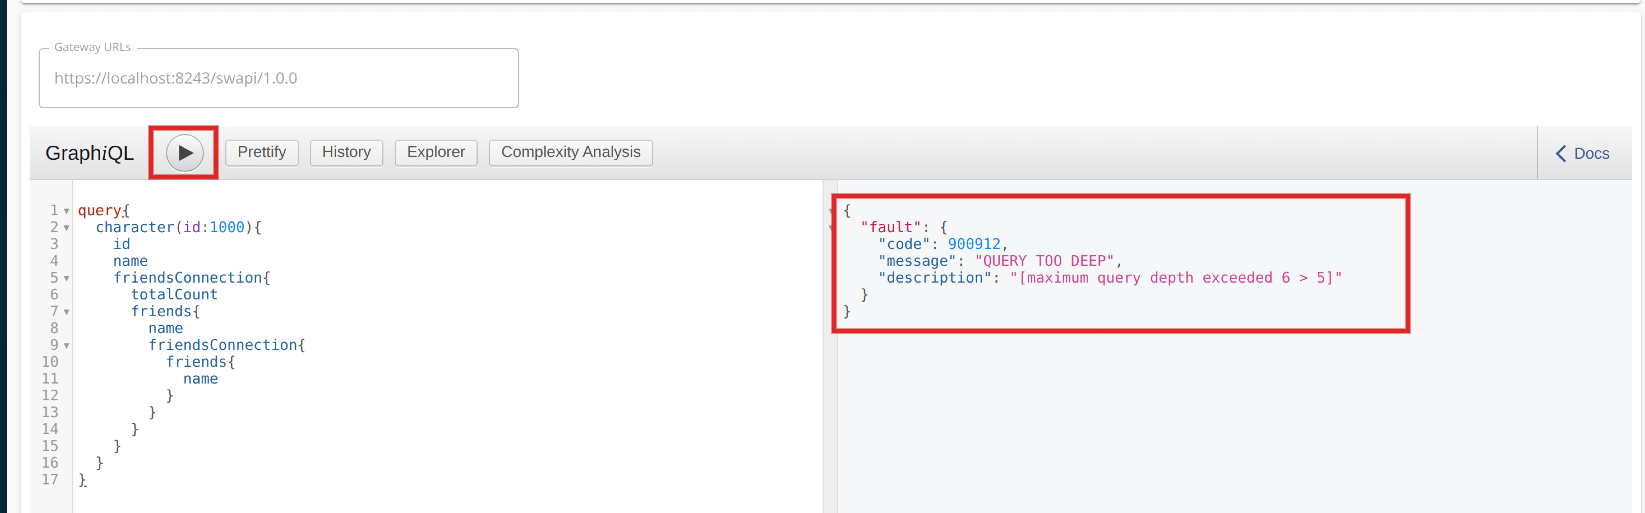 Gateway URLs
https://localhost:8243/swapi/1.0.0
GraphiQL Prettify History Explorer Complexity Analysis Docs
1 query{
2 character(id:1000){
3 id
4 name
5 friendsConnection{
6 totalCount
7 friends{
8 name
9 friendsConnection{
10 friends{
11 name
12 }
13 }
14 }
15 }
16 }
17 }
{
"fault": {
"code": 900912,
"message": "QUERY TOO DEEP",
"description": "[maximum query depth exceeded 6 > 5]"
}
}